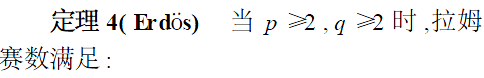 定理 4( Erdös) 当 p ⩾2 , q ⩾2 时 ,拉姆
赛数满足 :